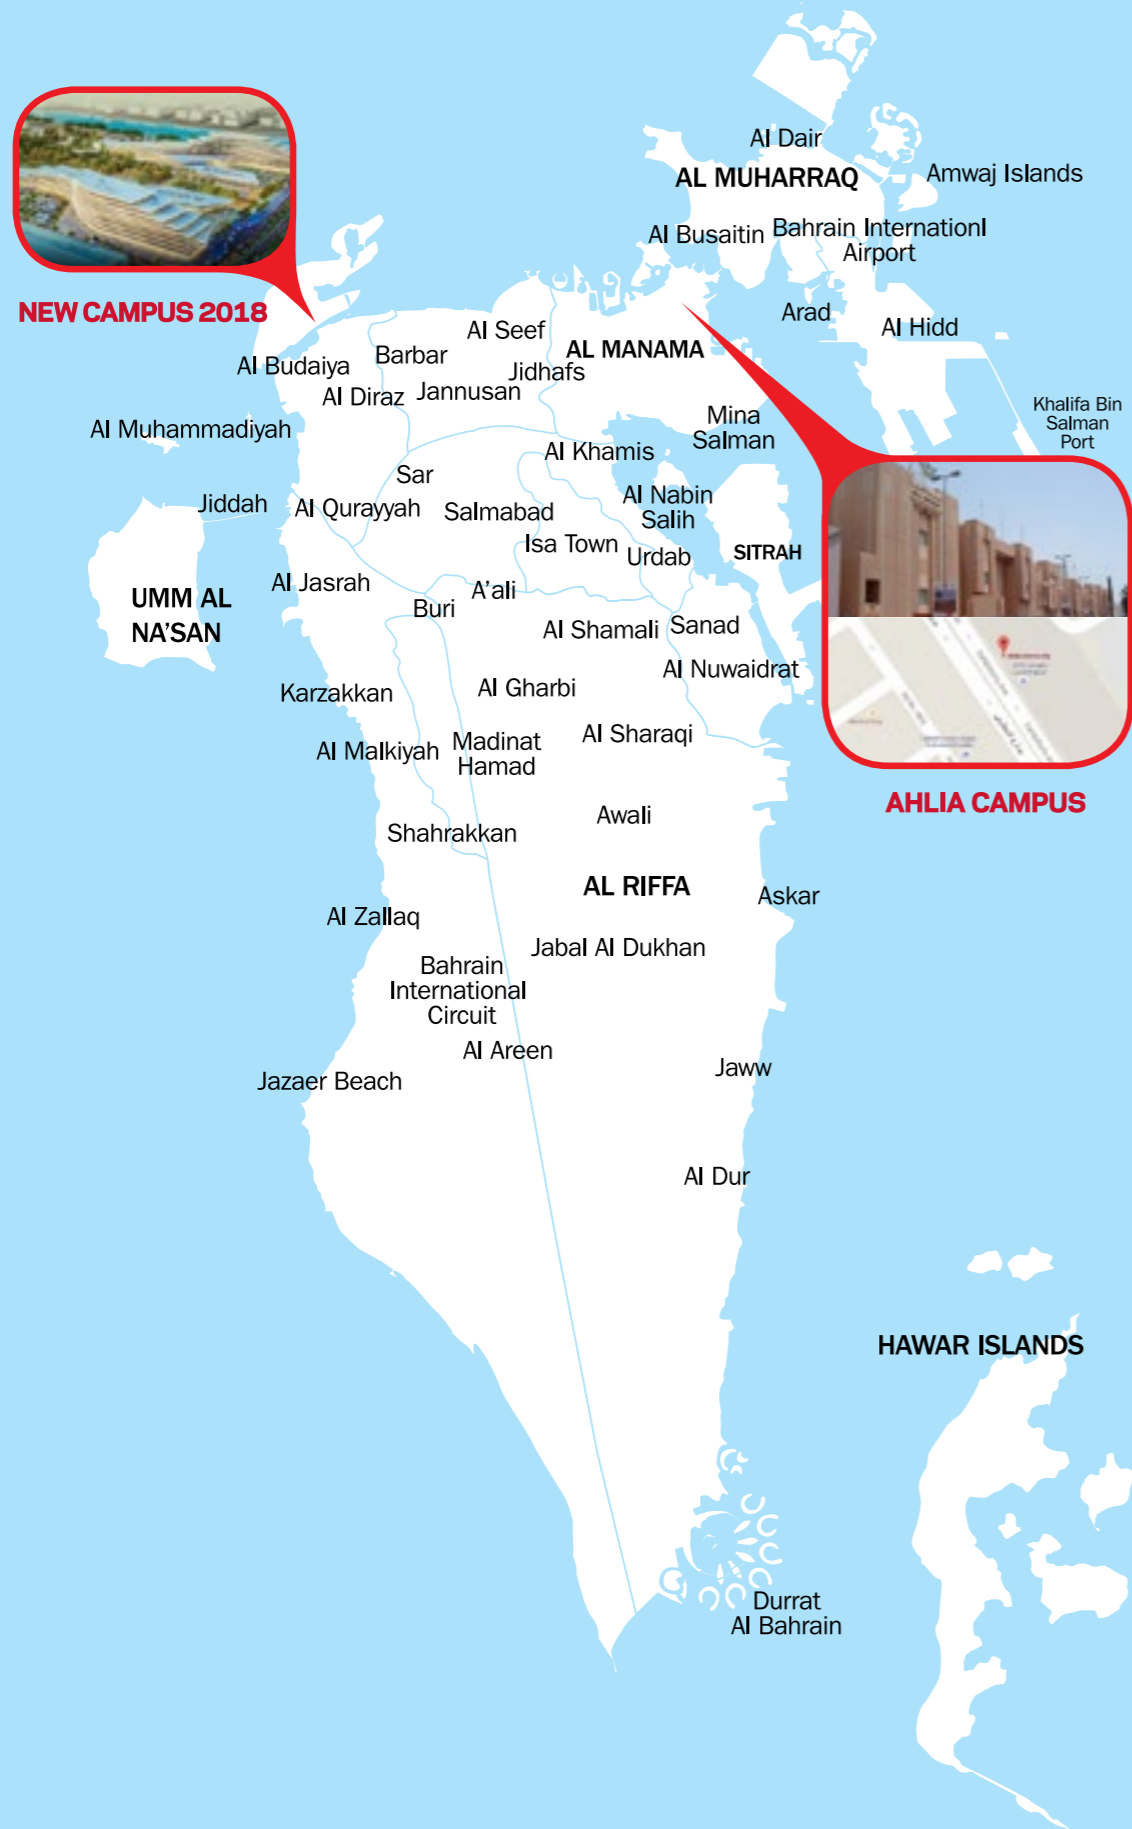 Al Dair
AL MUHARRAQ
Amwaj Islands
Al Busaitin
Bahrain Internationl
Airport
NEW CAMPUS 2018
Arad
Al Hidd
Al Seef
AL MANAMA
Barbar
Al Budaiya
Jidhafs
Al Diraz
Jannusan
Khalifa Bin
Salman
Port
Mina
Salman
Al Muhammadiyah
Al Khamis
Sar
Jiddah
Al Qurayyah
Salmabad
Al Nabin
Salih
Isa Town
Urdab
SITRAH
Al Jasrah
A'ali
Buri
UMM AL
NA'SAN
Al Shamali
Sanad
Al Nuwaidrat
Karzakkan
Al Gharbi
Al Sharaqi
Al Malkiyah
Madinat
Hamad
AHLIA CAMPUS
Awali
Shahrakkan
AL RIFFA
Askar
Al Zallaq
Jabal Al Dukhan
Bahrain
International
Circuit
Al Areen
Jaww
Jazaer Beach
Al Dur
HAWAR ISLANDS
Durrat
Al Bahrain